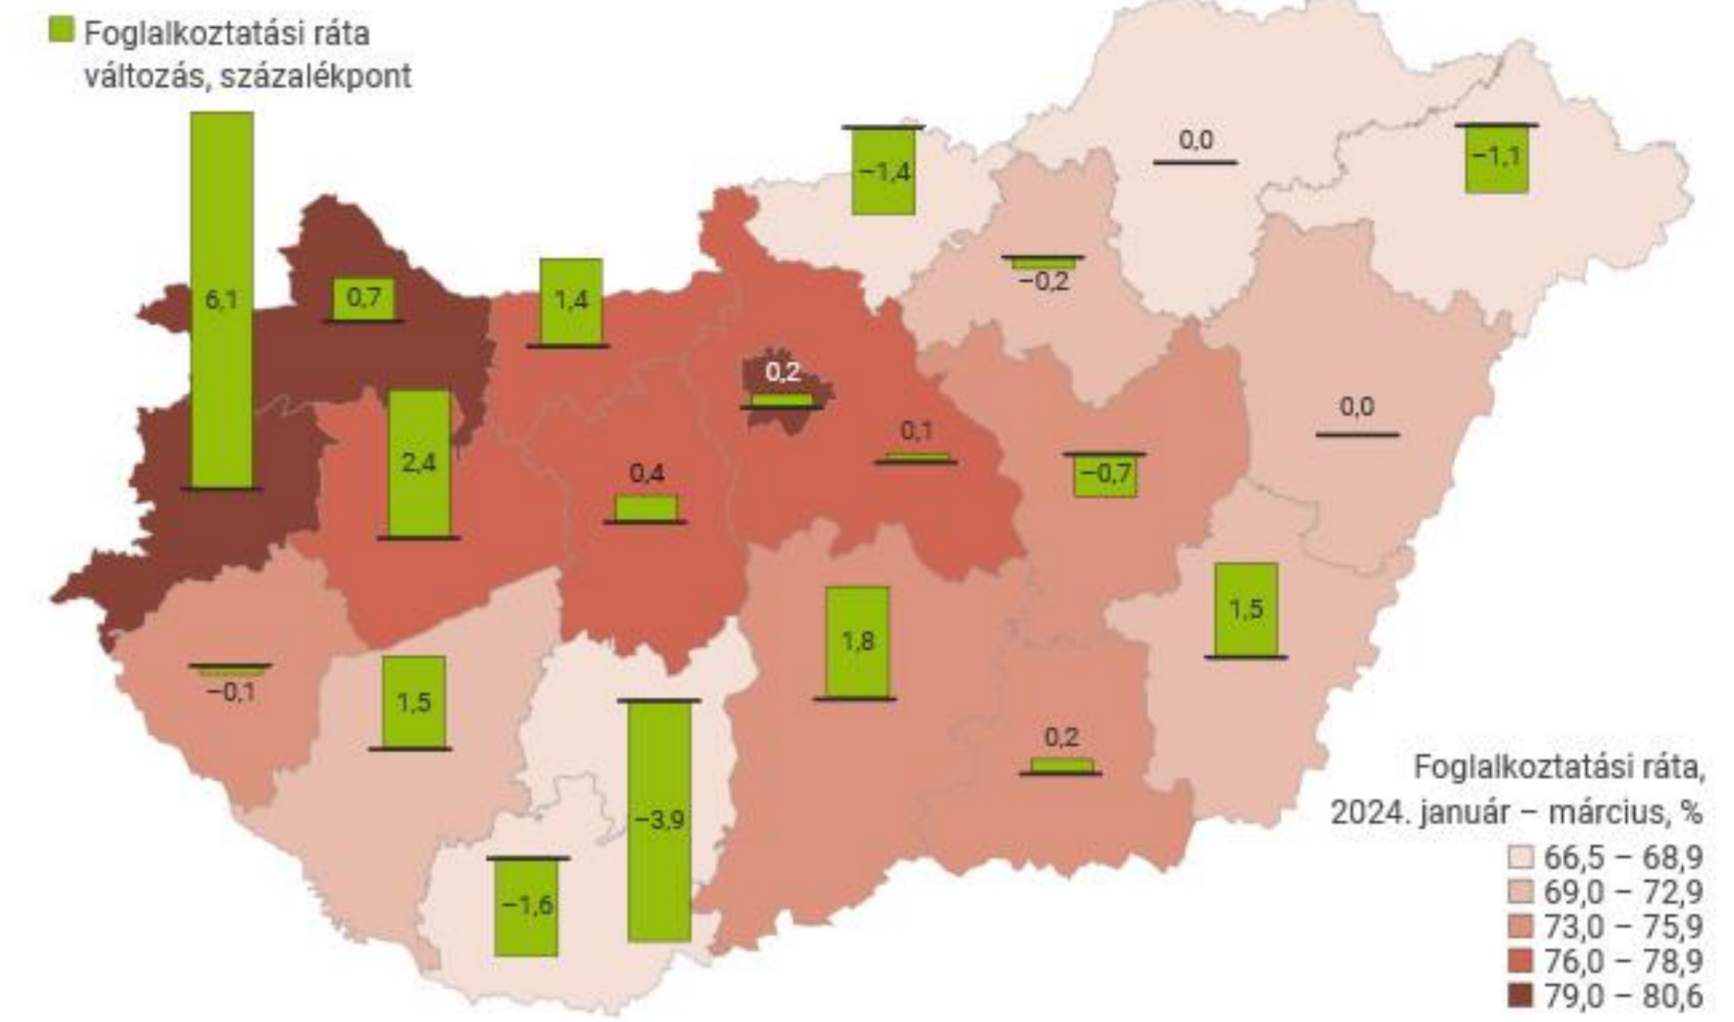 Foglalkoztatási ráta
változás, százalékpont
−1,4
0,0
−1,1
6,1
0,7
1,4
−0,2
0,2
0,0
2,4
0,4
0,1
−0,7
1,5
1,8
−0,1
1,5
0,2
−3,9
−1,6
Foglalkoztatási ráta,
2024. január – március, %
66,5 – 68,9
69,0 – 72,9
73,0 – 75,9
76,0 – 78,9
79,0 – 80,6